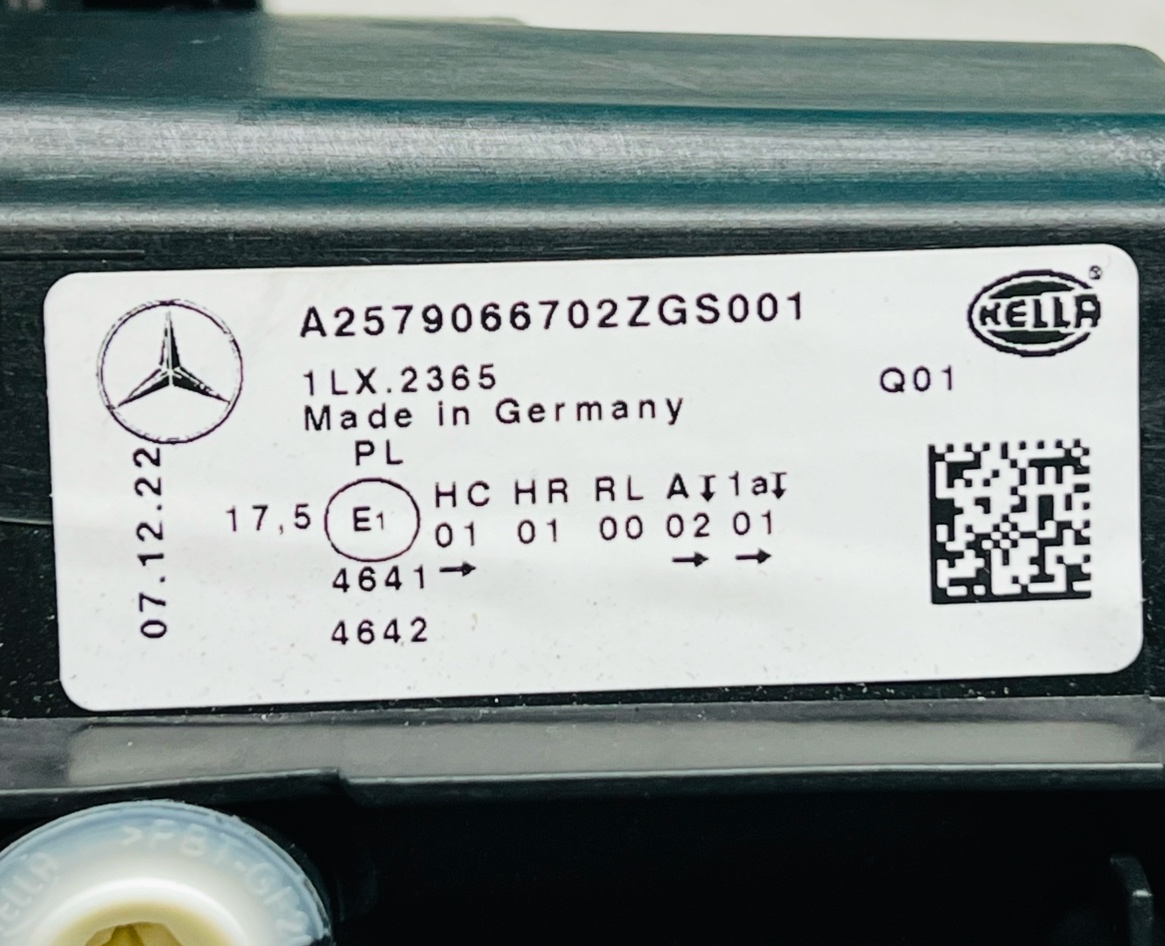 A2579066702ZGS001
HELLA®
1LX.2365
Q01
Made in Germany
PL
HC HR RL A↧1a↧
17,5 E1 01 01 00 02 01
→ → →
4641
4642
07.12.22
HELLA